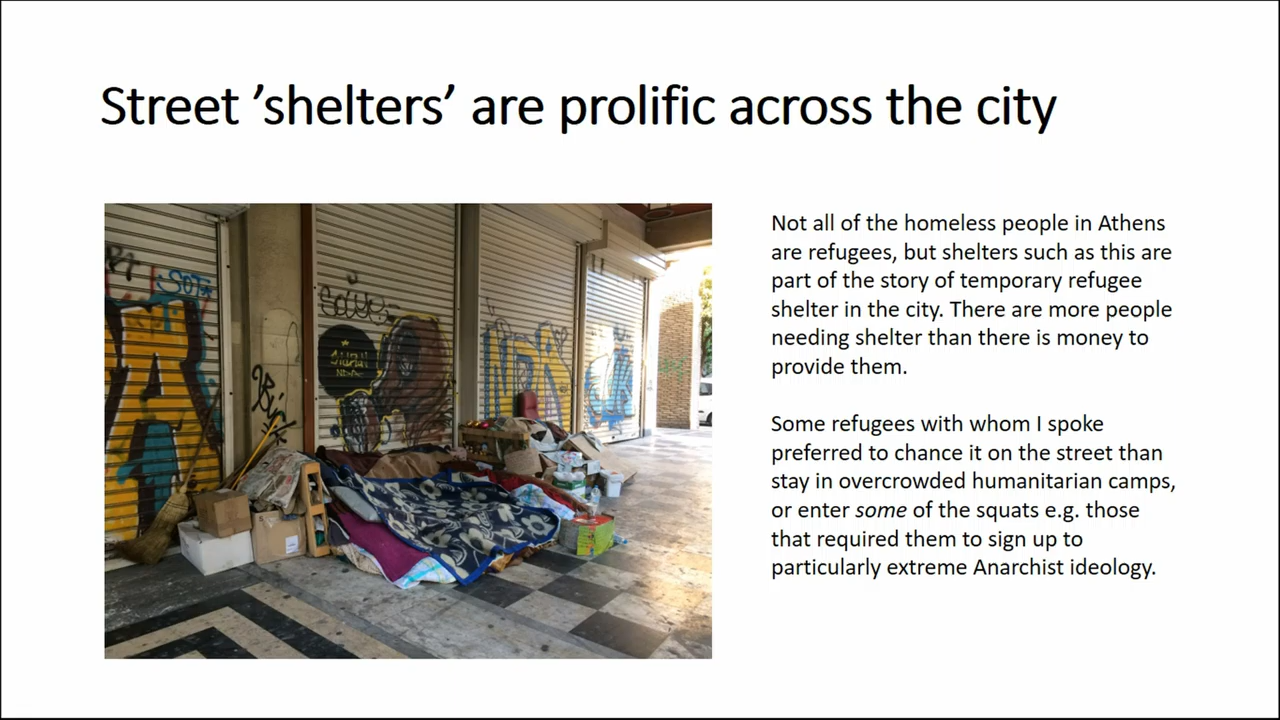 Street ’shelters’ are prolific across the city
Not all of the homeless people in Athens
are refugees, but shelters such as this are
part of the story of temporary refugee
shelter in the city. There are more people
needing shelter than there is money to
provide them.
Some refugees with whom I spoke
preferred to chance it on the street than
stay in overcrowded humanitarian camps,
or enter some of the squats e.g. those
that required them to sign up to
particularly extreme Anarchist ideology.